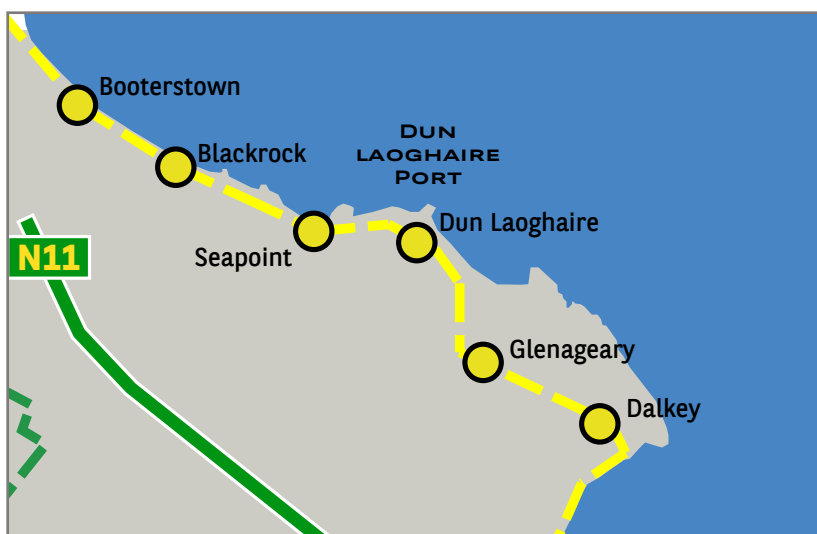 Booterstown
Blackrock
DUN
LAOGHAIRE
PORT
Dun Laoghaire
Seapoint
N11
Glenageary
Dalkey